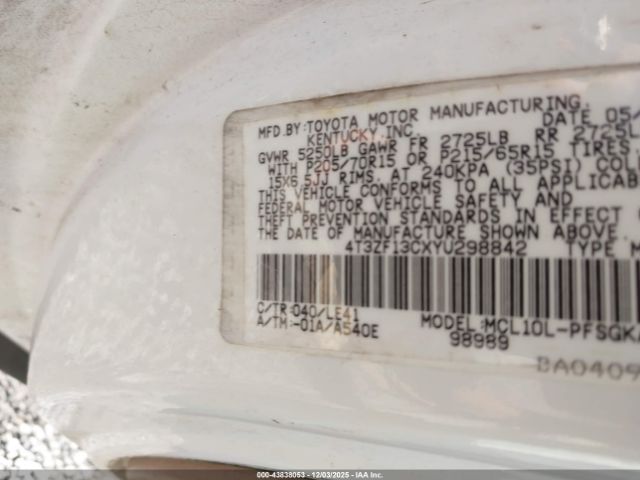 MFD.BY:TOYOTA MOTOR MANUFACTURING,
KENTUCKY,INC. DATE 05/
GVWR 5250LB GAWR FR 2725LB RR 2725L
WITH P205/70R15 OR P215/65R15 TIRES,
15X6.5JJ RIMS, AT 240KPA (35PSI) COL
THIS VEHICLE CONFORMS TO ALL APPLICAB
FEDERAL MOTOR VEHICLE SAFETY AND
THEFT PREVENTION STANDARDS IN EFFECT
THE DATE OF MANUFACTURE SHOWN ABOVE.
4T3ZF13CXYU298842 TYPE M
C/TR:040/LE41 MODEL:MCL10L-PFSGKA
A/TM:-01A/A540E 98989
BA0409
000-43838053 - 12/03/2025 - IAA Inc.